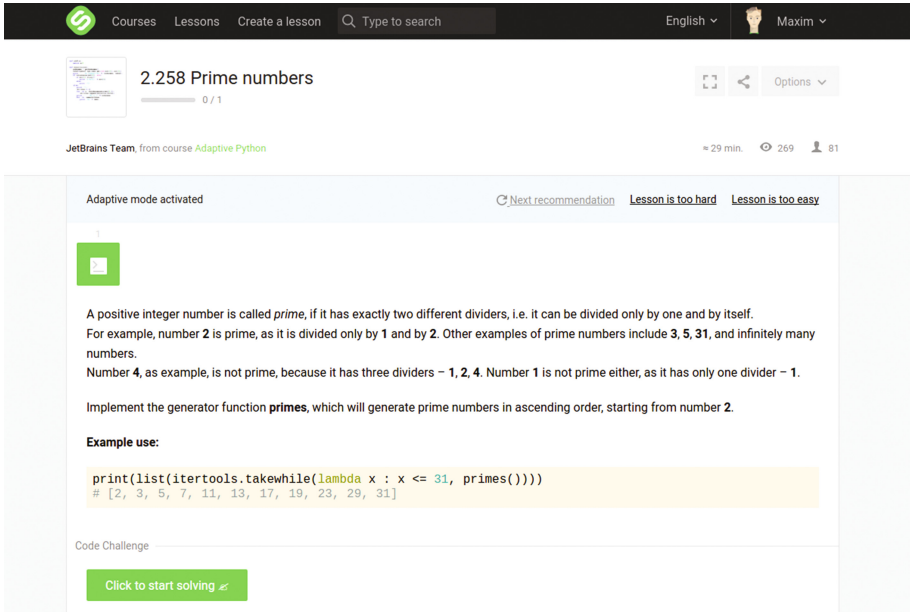 Courses Lessons Create a lesson Type to search English Maxim
2.258 Prime numbers
0 / 1
Options
JetBrains Team, from course Adaptive Python
≈ 29 min. 269 81
Adaptive mode activated
Next recommendation Lesson is too hard Lesson is too easy
1
A positive integer number is called prime, if it has exactly two different dividers, i.e. it can be divided only by one and by itself.
For example, number 2 is prime, as it is divided only by 1 and by 2. Other examples of prime numbers include 3, 5, 31, and infinitely many
numbers.
Number 4, as example, is not prime, because it has three dividers – 1, 2, 4. Number 1 is not prime either, as it has only one divider – 1.
Implement the generator function primes, which will generate prime numbers in ascending order, starting from number 2.
Example use:
print(list(itertools.takewhile(lambda x : x <= 31, primes())))
# [2, 3, 5, 7, 11, 13, 17, 19, 23, 29, 31]
Code Challenge
Click to start solving